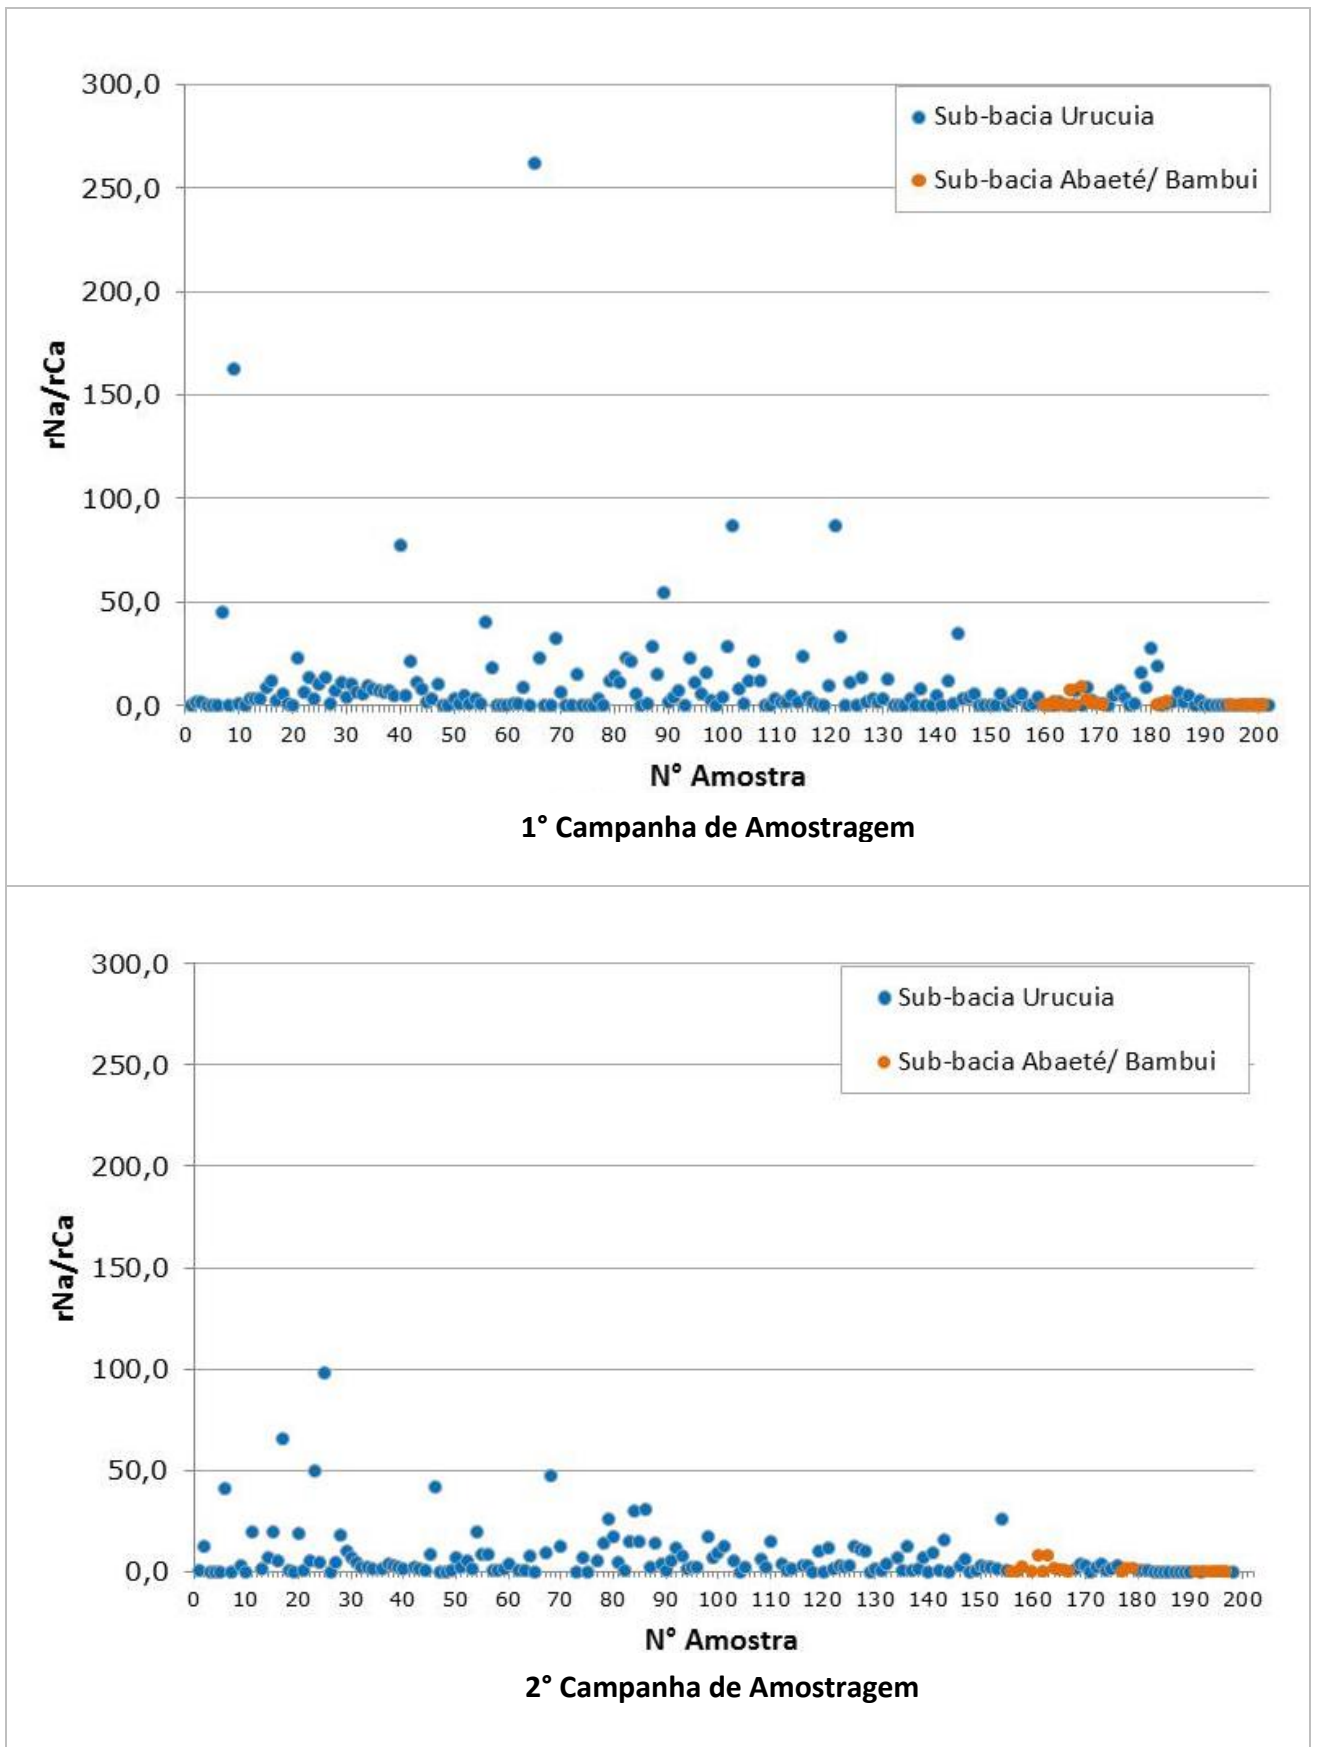 300,0
250,0
200,0
150,0
100,0
50,0
0,0
rNa/rCa
Sub-bacia Urucuia
Sub-bacia Abaeté/ Bambui
0 10 20 30 40 50 60 70 80 90 100 110 120 130 140 150 160 170 180 190 200
N° Amostra
1° Campanha de Amostragem
300,0
250,0
200,0
150,0
100,0
50,0
0,0
rNa/rCa
Sub-bacia Urucuia
Sub-bacia Abaeté/ Bambui
0 10 20 30 40 50 60 70 80 90 100 110 120 130 140 150 160 170 180 190 200
N° Amostra
2° Campanha de Amostragem